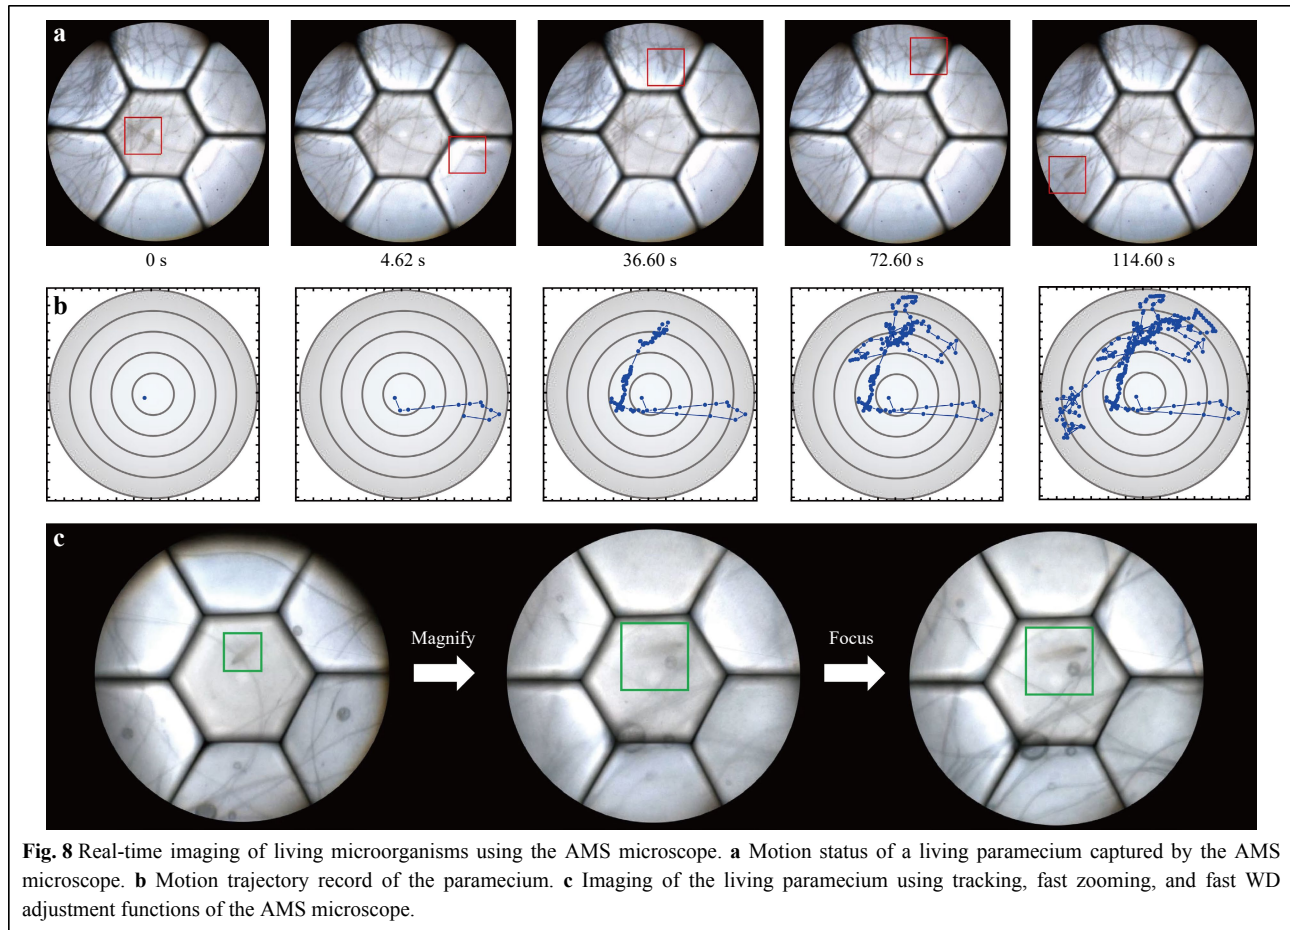 a
0 s
4.62 s
36.60 s
72.60 s
114.60 s
b
c
Magnify
Focus
Fig. 8 Real-time imaging of living microorganisms using the AMS microscope. a Motion status of a living paramecium captured by the AMS
microscope. b Motion trajectory record of the paramecium. c Imaging of the living paramecium using tracking, fast zooming, and fast WD
adjustment functions of the AMS microscope.